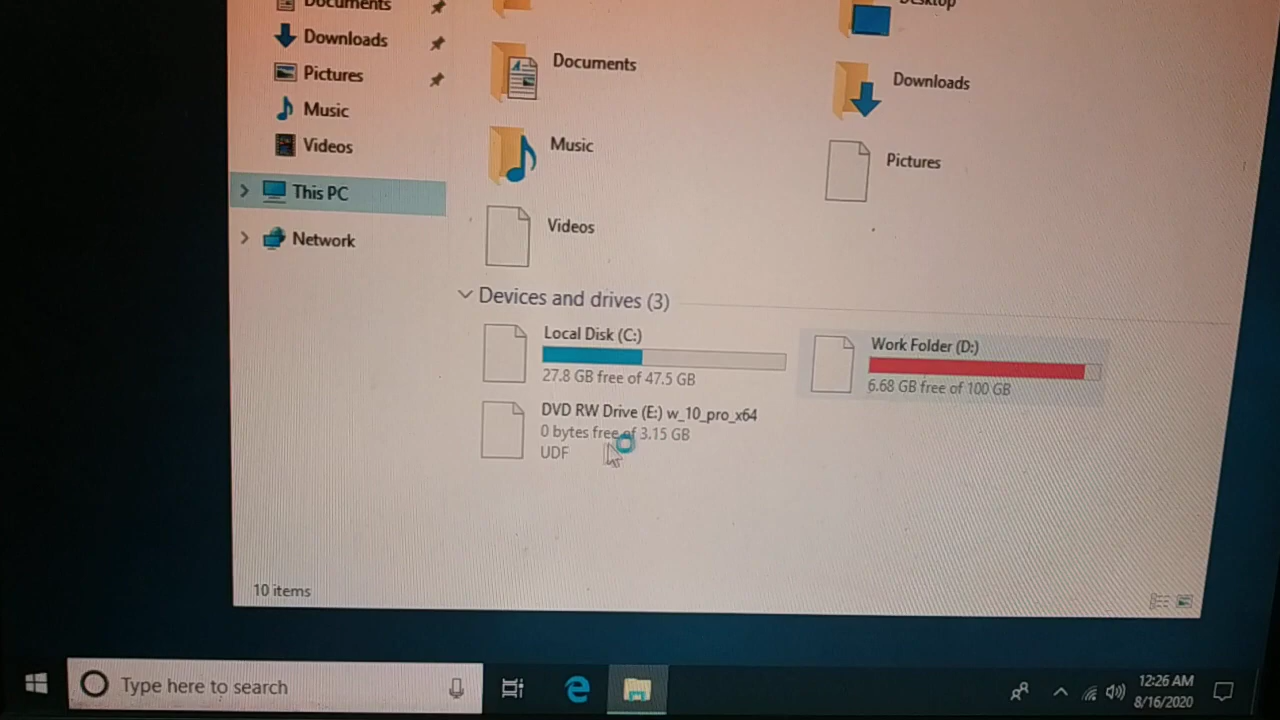 Documents
Downloads
Pictures
Music
Videos
This PC
Network
Desktop
Documents
Downloads
Music
Pictures
Videos
Devices and drives (3)
Local Disk (C:)
27.8 GB free of 47.5 GB
Work Folder (D:)
6.68 GB free of 100 GB
DVD RW Drive (E:) w_10_pro_x64
0 bytes free of 3.15 GB
UDF
10 items
Type here to search
12:26 AM
8/16/2020